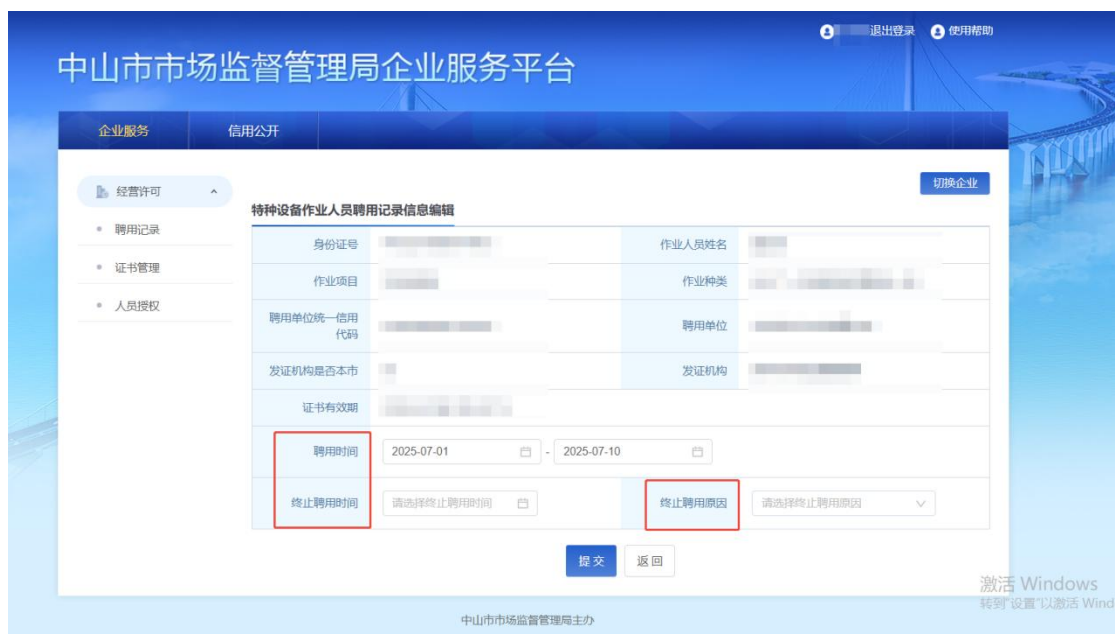 退出登录 使用帮助
中山市市场监督管理局企业服务平台
企业服务 信用公开
切换企业
经营许可
聘用记录
证书管理
人员授权
特种设备作业人员聘用记录信息编辑
身份证号 作业人员姓名
作业项目 作业种类
聘用单位统一信用
代码 聘用单位
发证机构是否本市 发证机构
证书有效期
聘用时间 2025-07-01 - 2025-07-10
终止聘用时间 请选择终止聘用时间 终止聘用原因 请选择终止聘用原因
提交 返回
激活 Windows
转到"设置"以激活 Wind
中山市市场监督管理局主办